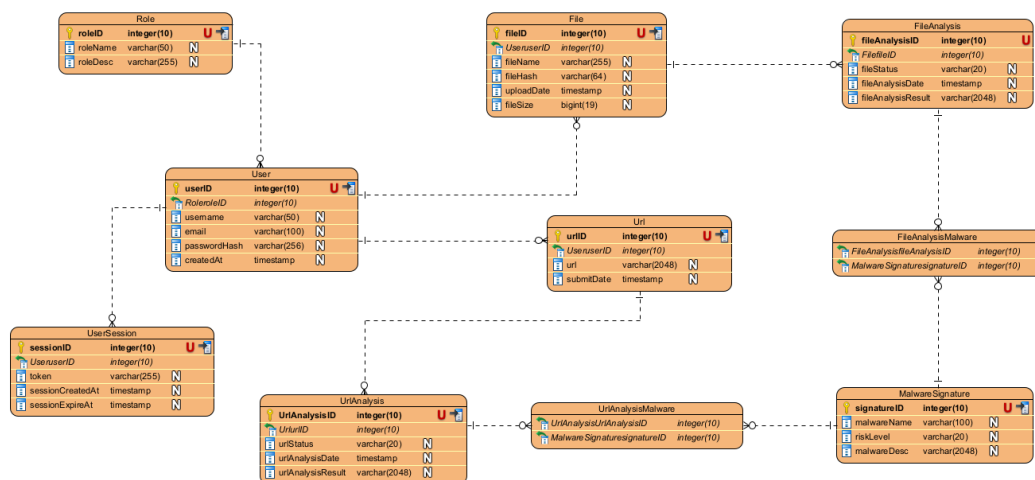 Role
roleID integer(10) U
roleName varchar(50) N
roleDesc varchar(255) N
File
fileID integer(10) U
UseruserID integer(10)
fileName varchar(255) N
fileHash varchar(64) N
uploadDate timestamp N
fileSize bigint(19) N
FileAnalysis
fileAnalysisID integer(10) U
FilefileID integer(10)
fileStatus varchar(20) N
fileAnalysisDate timestamp N
fileAnalysisResult varchar(2048) N
User
userID integer(10) U
RoleroleID integer(10)
username varchar(50) N
email varchar(100) N
passwordHash varchar(256) N
createdAt timestamp N
Url
urlID integer(10) U
UseruserID integer(10)
url varchar(2048) N
submitDate timestamp N
FileAnalysisMalware
FileAnalysisfileAnalysisID integer(10)
MalwareSignaturesignatureID integer(10)
UserSession
sessionID integer(10) U
UseruserID integer(10)
token varchar(255) N
sessionCreatedAt timestamp N
sessionExpireAt timestamp N
UrlAnalysis
UrlAnalysisID integer(10) U
UrlurlID integer(10)
urlStatus varchar(20) N
urlAnalysisDate timestamp N
urlAnalysisResult varchar(2048) N
UrlAnalysisMalware
UrlAnalysisUrlAnalysisID integer(10)
MalwareSignaturesignatureID integer(10)
MalwareSignature
signatureID integer(10) U
malwareName varchar(100) N
riskLevel varchar(20) N
malwareDesc varchar(2048) N